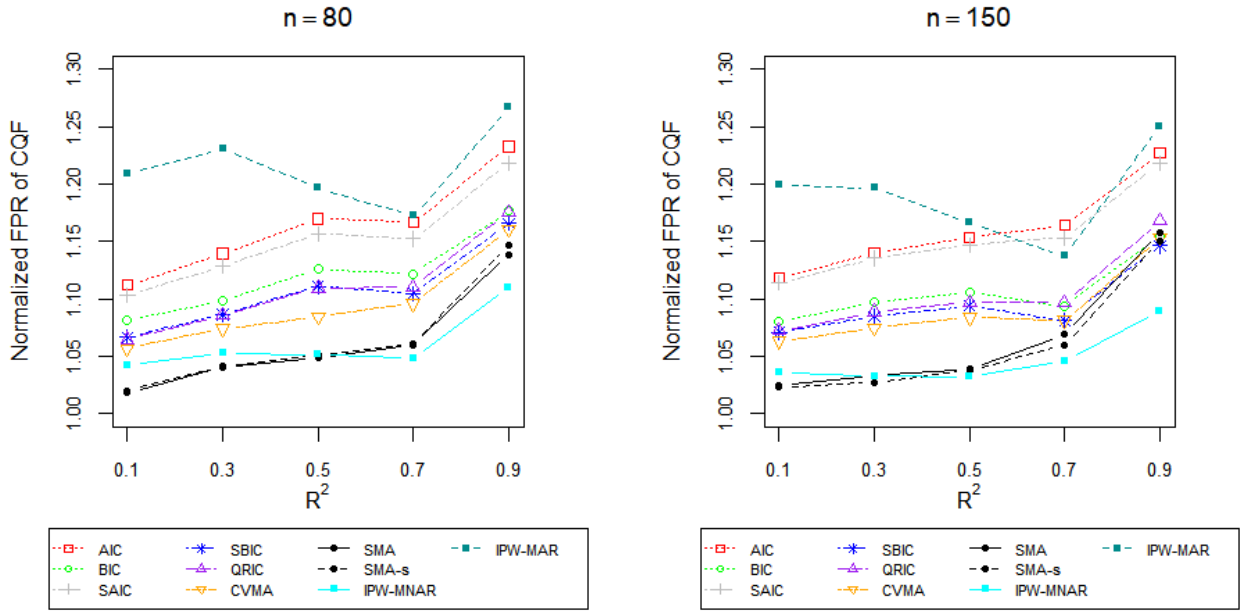 n = 80
Normalized FPR of CQF
1.30
1.25
1.20
1.15
1.10
1.05
1.00
0.1 0.3 0.5 0.7 0.9
R²
AIC SBIC SMA IPW-MAR
BIC QRIC SMA-s
SAIC CVMA IPW-MNAR
n = 150
Normalized FPR of CQF
1.30
1.25
1.20
1.15
1.10
1.05
1.00
0.1 0.3 0.5 0.7 0.9
R²
AIC SBIC SMA IPW-MAR
BIC QRIC SMA-s
SAIC CVMA IPW-MNAR